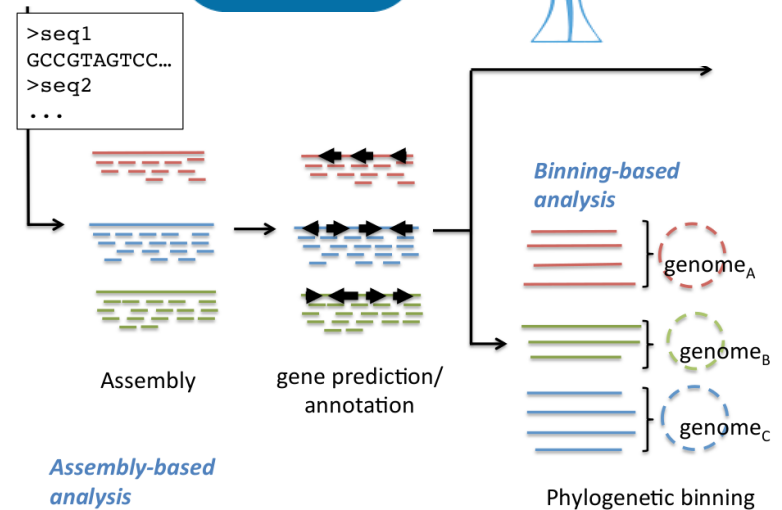 >seq1
GCCGTAGTCC…
>seq2
...
Binning-based
analysis
genomeA
genomeB
genomeC
Assembly
gene prediction/
annotation
Assembly-based
analysis
Phylogenetic binning